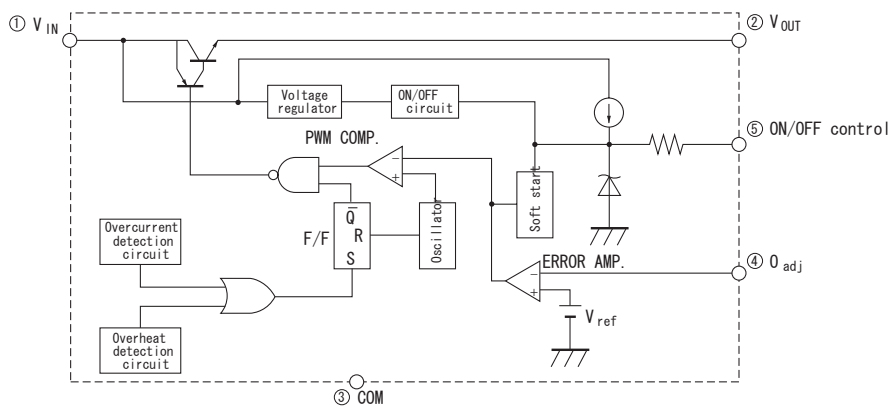 ① V IN
② V OUT
Voltage
regulator
ON/OFF
circuit
PWM COMP.
⑤ ON/OFF control
Soft start
Oscillator
Overcurrent
detection
circuit
F/F
Q̅
R
S
ERROR AMP.
④ O adj
V ref
Overheat
detection
circuit
③ COM